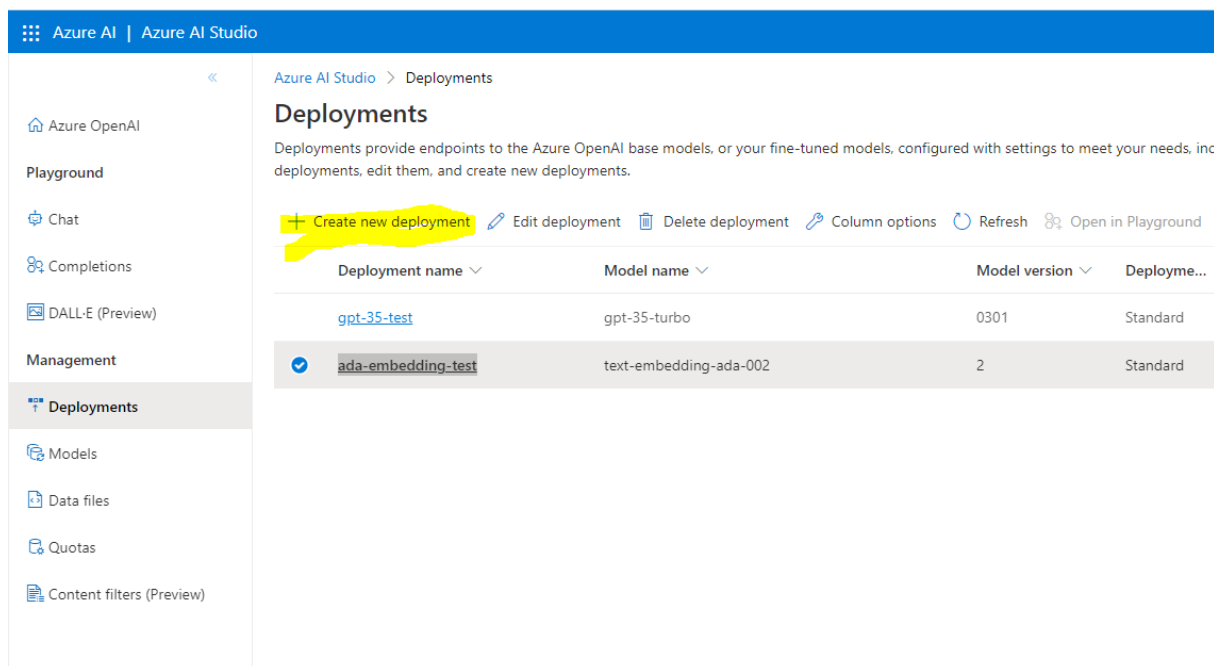 Azure AI | Azure AI Studio
«
Azure OpenAI
Playground
Chat
Completions
DALL·E (Preview)
Management
Deployments
Models
Data files
Quotas
Content filters (Preview)
Azure AI Studio > Deployments
Deployments
Deployments provide endpoints to the Azure OpenAI base models, or your fine-tuned models, configured with settings to meet your needs, inc
deployments, edit them, and create new deployments.
+ Create new deployment Edit deployment Delete deployment Column options Refresh Open in Playground
Deployment name Model name Model version Deployme...
gpt-35-test gpt-35-turbo 0301 Standard
ada-embedding-test text-embedding-ada-002 2 Standard